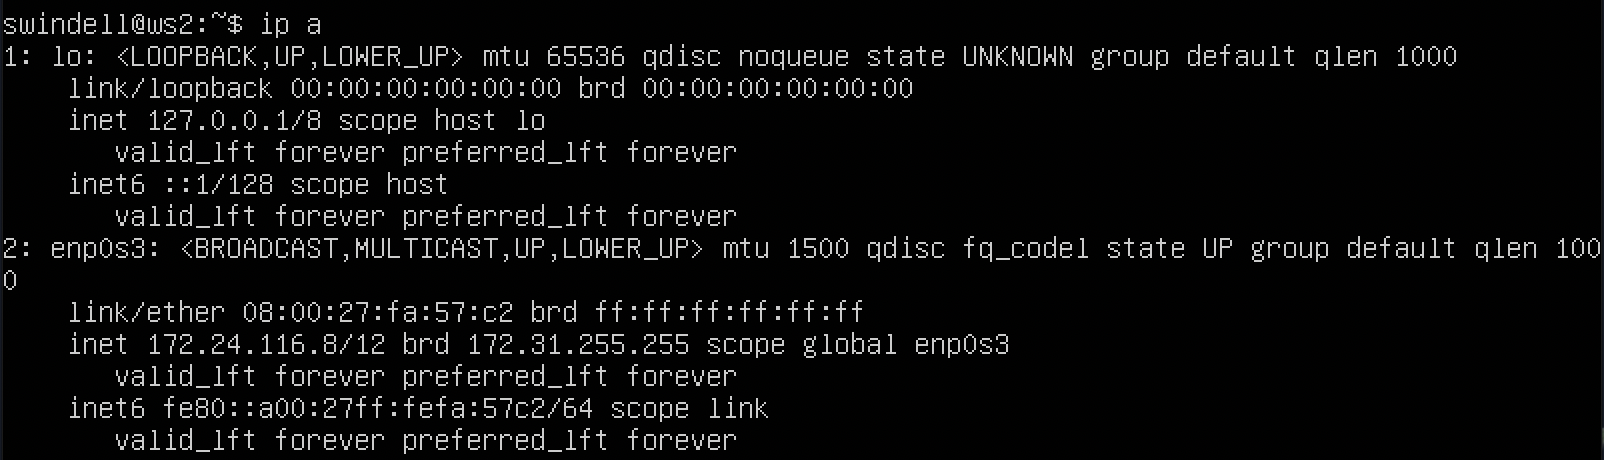 swindell@ws2:~$ ip a
1: lo: <LOOPBACK,UP,LOWER_UP> mtu 65536 qdisc noqueue state UNKNOWN group default qlen 1000
    link/loopback 00:00:00:00:00:00 brd 00:00:00:00:00:00
    inet 127.0.0.1/8 scope host lo
       valid_lft forever preferred_lft forever
    inet6 ::1/128 scope host
       valid_lft forever preferred_lft forever
2: enp0s3: <BROADCAST,MULTICAST,UP,LOWER_UP> mtu 1500 qdisc fq_codel state UP group default qlen 100
0
    link/ether 08:00:27:fa:57:c2 brd ff:ff:ff:ff:ff:ff
    inet 172.24.116.8/12 brd 172.31.255.255 scope global enp0s3
       valid_lft forever preferred_lft forever
    inet6 fe80::a00:27ff:fefa:57c2/64 scope link
       valid_lft forever preferred_lft forever